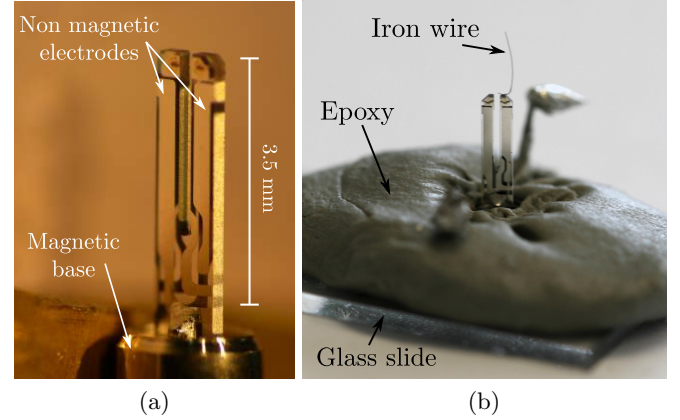 Non magnetic
electrodes
3.5 mm
Magnetic
base
(a)
Iron wire
Epoxy
Glass slide
(b)